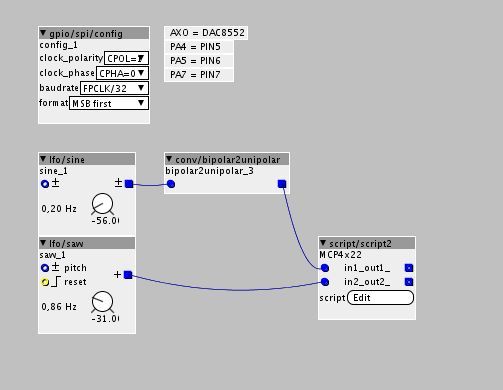 gpio/spi/config
config_1
clock_polarity
clock_phase CPHA=0
baudrate FPCLK/32
format MSB first
AXO = DAC8552
PA4 = PIN5
PA5 = PIN6
PA7 = PIN7
lfo/sine
sine_1
± ±
0,20 Hz
-56.0
conv/bipolar2unipolar
bipolar2unipolar_3
lfo/saw
saw_1
± pitch
+
reset
0,86 Hz
-31.0
script/script2
MCP4x22
in1_out1_
in2_out2_
script Edit